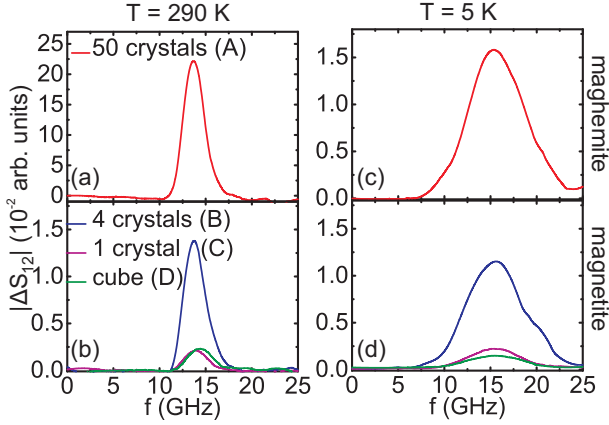 T = 290 K
T = 5 K
|ΔS12| (10-2 arb. units)
25
20
15
10
5
0
50 crystals (A)
(a)
1.5
1.0
0.5
0.0
(c)
maghemite
1.5
1.0
0.5
0.0
4 crystals (B)
1 crystal (C)
cube (D)
(b)
0 5 10 15 20 25
f (GHz)
1.5
1.0
0.5
0.0
(d)
0 5 10 15 20 25
f (GHz)
magnetite